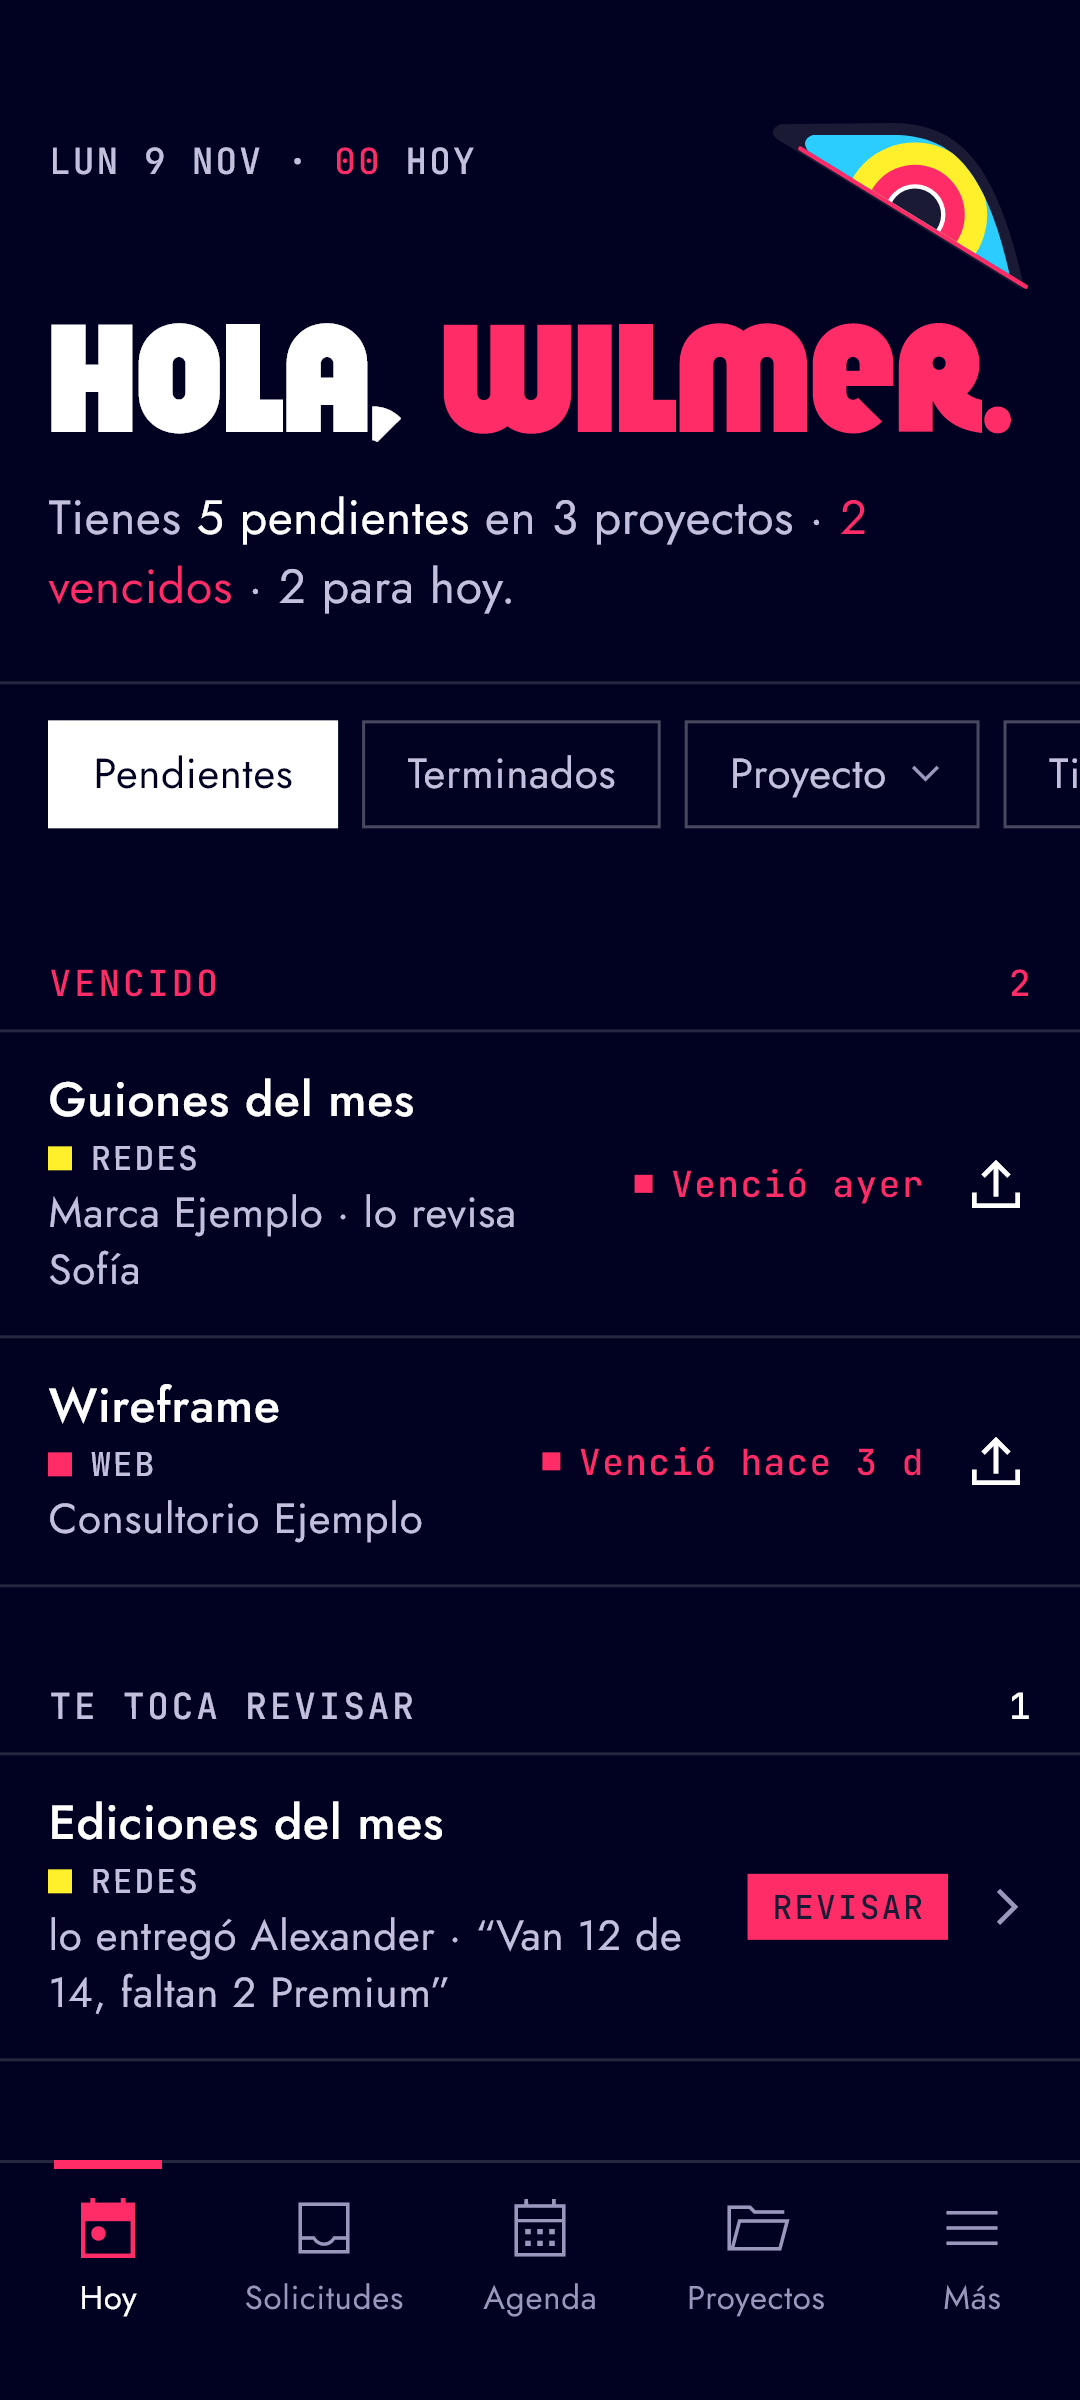 LUN 9 NOV · 00 HOY
HOLA, WILMER.
Tienes 5 pendientes en 3 proyectos · 2
vencidos · 2 para hoy.
Pendientes
Terminados
Proyecto
Ti
VENCIDO 2
Guiones del mes
REDES
Marca Ejemplo · lo revisa
Sofía
Venció ayer
Wireframe
WEB
Consultorio Ejemplo
Venció hace 3 d
TE TOCA REVISAR 1
Ediciones del mes
REDES
lo entregó Alexander · “Van 12 de
14, faltan 2 Premium”
REVISAR
Hoy
Solicitudes
Agenda
Proyectos
Más